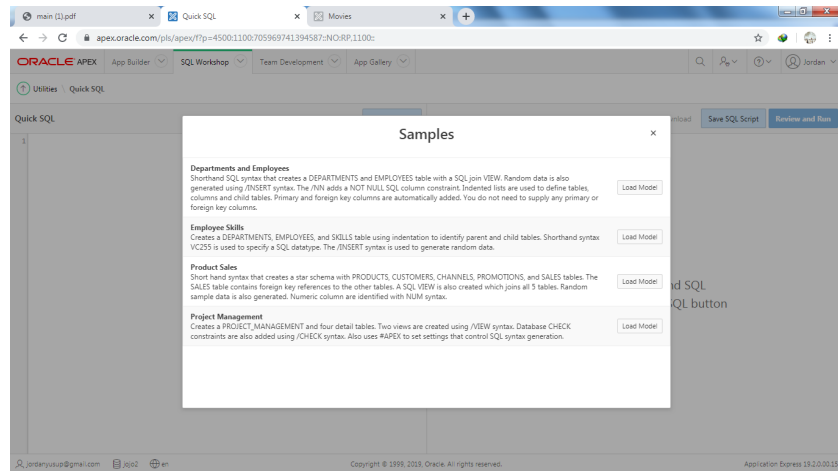 main (1).pdf
Quick SQL
Movies
apex.oracle.com/pls/apex/f?p=4500:1100:705969741394587::NO:RP,1100::
ORACLE APEX App Builder SQL Workshop Team Development App Gallery Jordan
Utilities \ Quick SQL
Quick SQL
Save SQL Script
Review and Run
1
Samples
Departments and Employees
Shorthand SQL syntax that creates a DEPARTMENTS and EMPLOYEES table with a SQL join VIEW. Random data is also
generated using /INSERT syntax. The /NN adds a NOT NULL SQL column constraint. Indented lists are used to define tables,
columns and child tables. Primary and foreign key columns are automatically added. You do not need to supply any primary or
foreign key columns.
Load Model
Employee Skills
Creates a DEPARTMENTS, EMPLOYEES, and SKILLS table using indentation to identify parent and child tables. Shorthand syntax
VC255 is used to specify a SQL datatype. The /INSERT syntax is used to generate random data.
Load Model
Product Sales
Short hand syntax that creates a star schema with PRODUCTS, CUSTOMERS, CHANNELS, PROMOTIONS, and SALES tables. The
SALES table contains foreign key references to the other tables. A SQL VIEW is also created which joins all 5 tables. Random
sample data is also generated. Numeric column are identified with NUM syntax.
Load Model
Project Management
Creates a PROJECT_MANAGEMENT and four detail tables. Two views are created using /VIEW syntax. Database CHECK
constraints are also added using /CHECK syntax. Also uses #APEX to set settings that control SQL syntax generation.
Load Model
SQL
SQL button
jordanyusup@gmail.com jojo2 en
Copyright © 1999, 2019, Oracle. All rights reserved.
Application Express 19.2.0.00.15